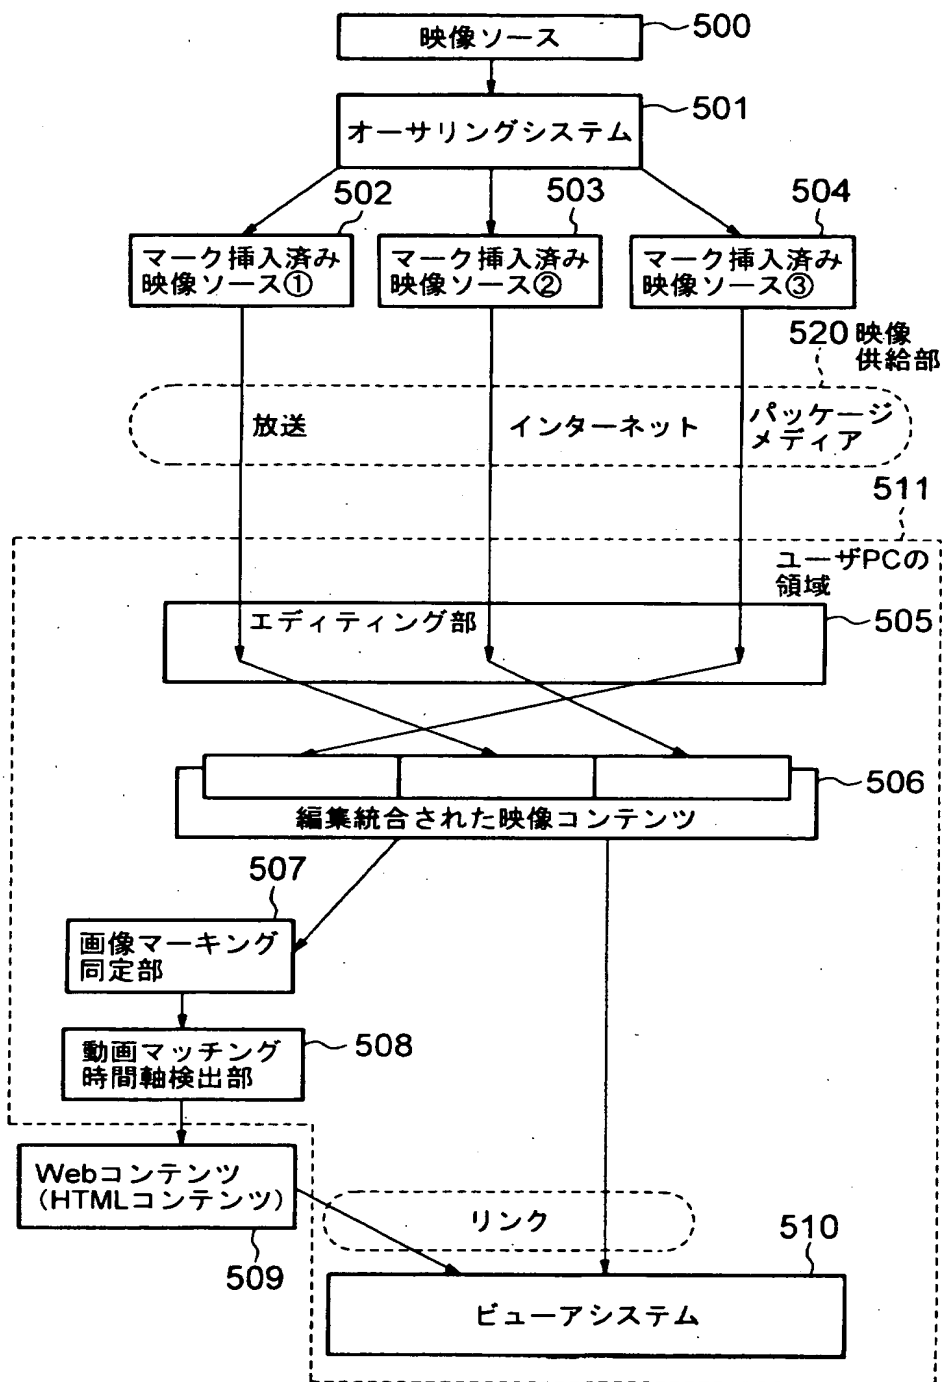 映像ソース
500
オーサリングシステム
501
502
503
504
マーク挿入済み
映像ソース①
マーク挿入済み
映像ソース②
マーク挿入済み
映像ソース③
520 映像
供給部
放送
インターネット
パッケージ
メディア
511
ユーザPCの
領域
エディティング部
505
506
編集統合された映像コンテンツ
507
画像マーキング
同定部
動画マッチング
時間軸検出部
508
Webコンテンツ
(HTMLコンテンツ)
509
リンク
510
ビューアシステム